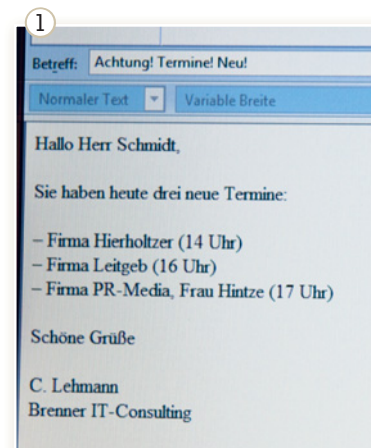 1
Betreff: Achtung! Termine! Neu!
Normaler Text Variable Breite
Hallo Herr Schmidt,
Sie haben heute drei neue Termine:
– Firma Hierholtzer (14 Uhr)
– Firma Leitgeb (16 Uhr)
– Firma PR-Media, Frau Hintze (17 Uhr)
Schöne Grüße
C. Lehmann
Brenner IT-Consulting